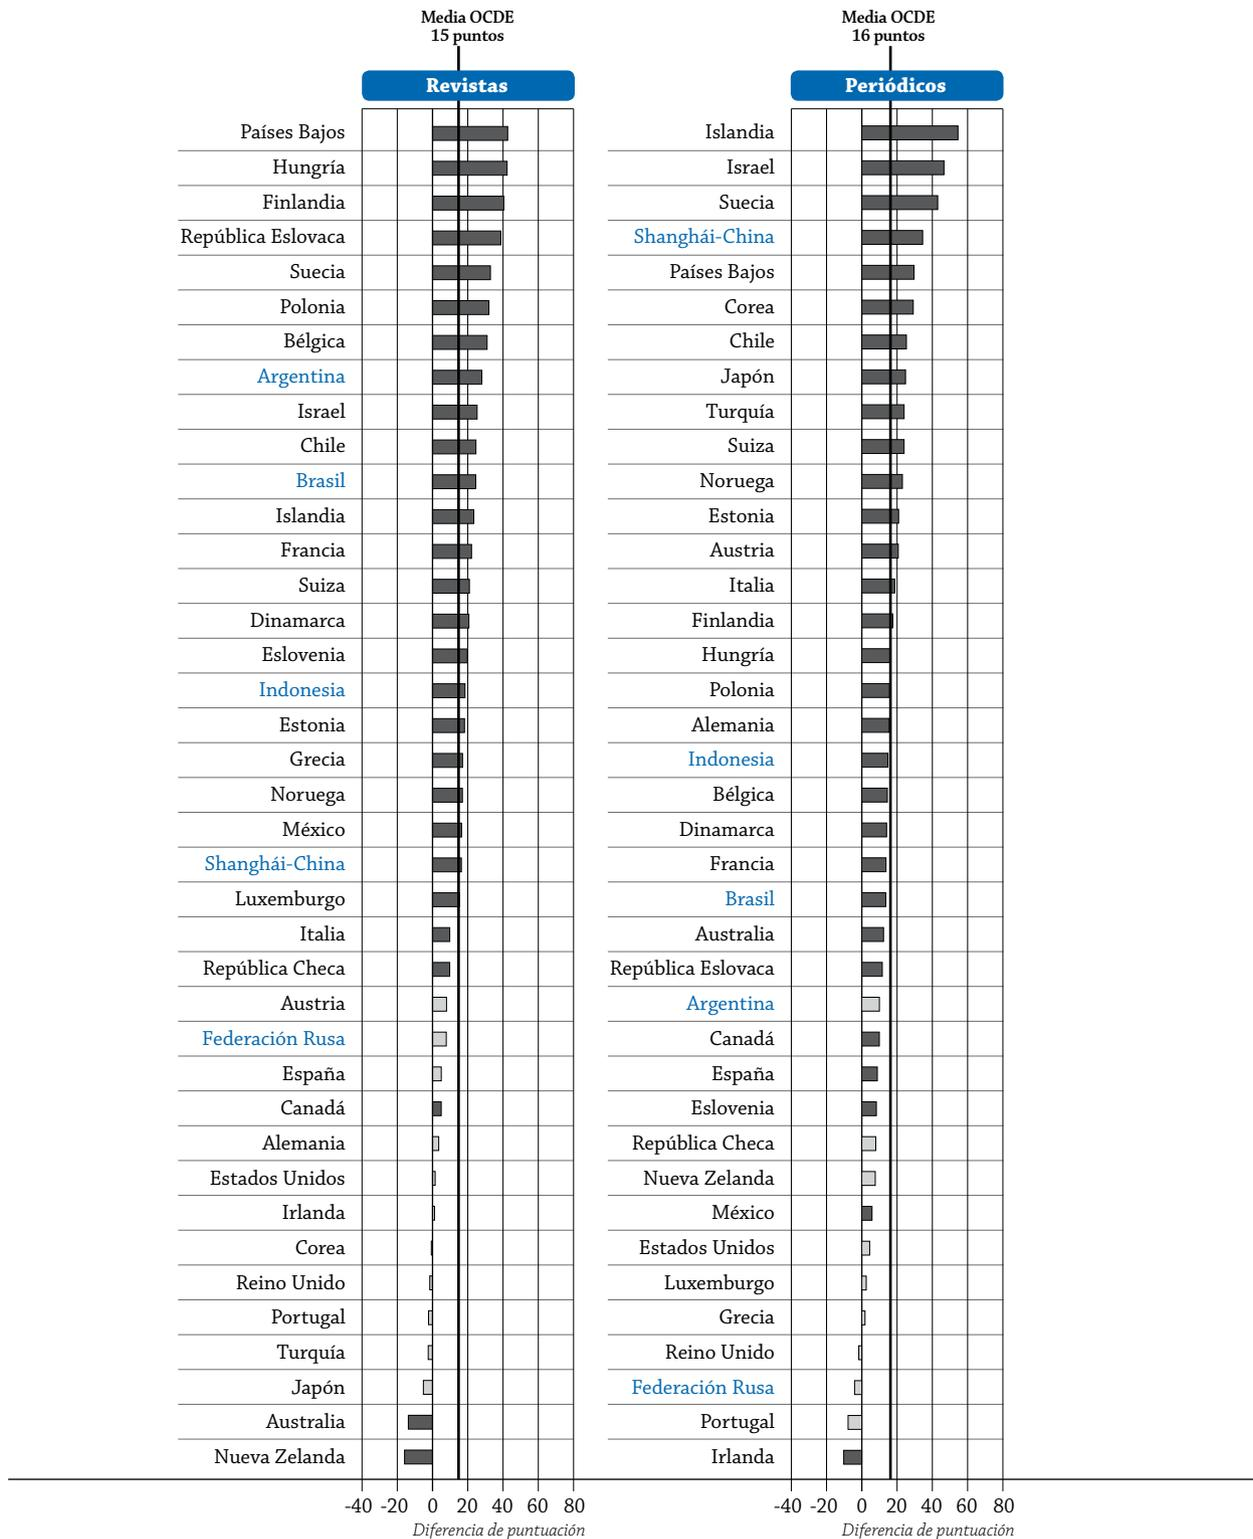 Media OCDE
15 puntos
Revistas
Países Bajos
Hungría
Finlandia
República Eslovaca
Suecia
Polonia
Bélgica
Argentina
Israel
Chile
Brasil
Islandia
Francia
Suiza
Dinamarca
Eslovenia
Indonesia
Estonia
Grecia
Noruega
México
Shanghái-China
Luxemburgo
Italia
República Checa
Austria
Federación Rusa
España
Canadá
Alemania
Estados Unidos
Irlanda
Corea
Reino Unido
Portugal
Turquía
Japón
Australia
Nueva Zelanda
-40 -20 0 20 40 60 80
Diferencia de puntuación
Media OCDE
16 puntos
Periódicos
Islandia
Israel
Suecia
Shanghái-China
Países Bajos
Corea
Chile
Japón
Turquía
Suiza
Noruega
Estonia
Austria
Italia
Finlandia
Hungría
Polonia
Alemania
Indonesia
Bélgica
Dinamarca
Francia
Brasil
Australia
República Eslovaca
Argentina
Canadá
España
Eslovenia
República Checa
Nueva Zelanda
México
Estados Unidos
Luxemburgo
Grecia
Reino Unido
Federación Rusa
Portugal
Irlanda
-40 -20 0 20 40 60 80
Diferencia de puntuación